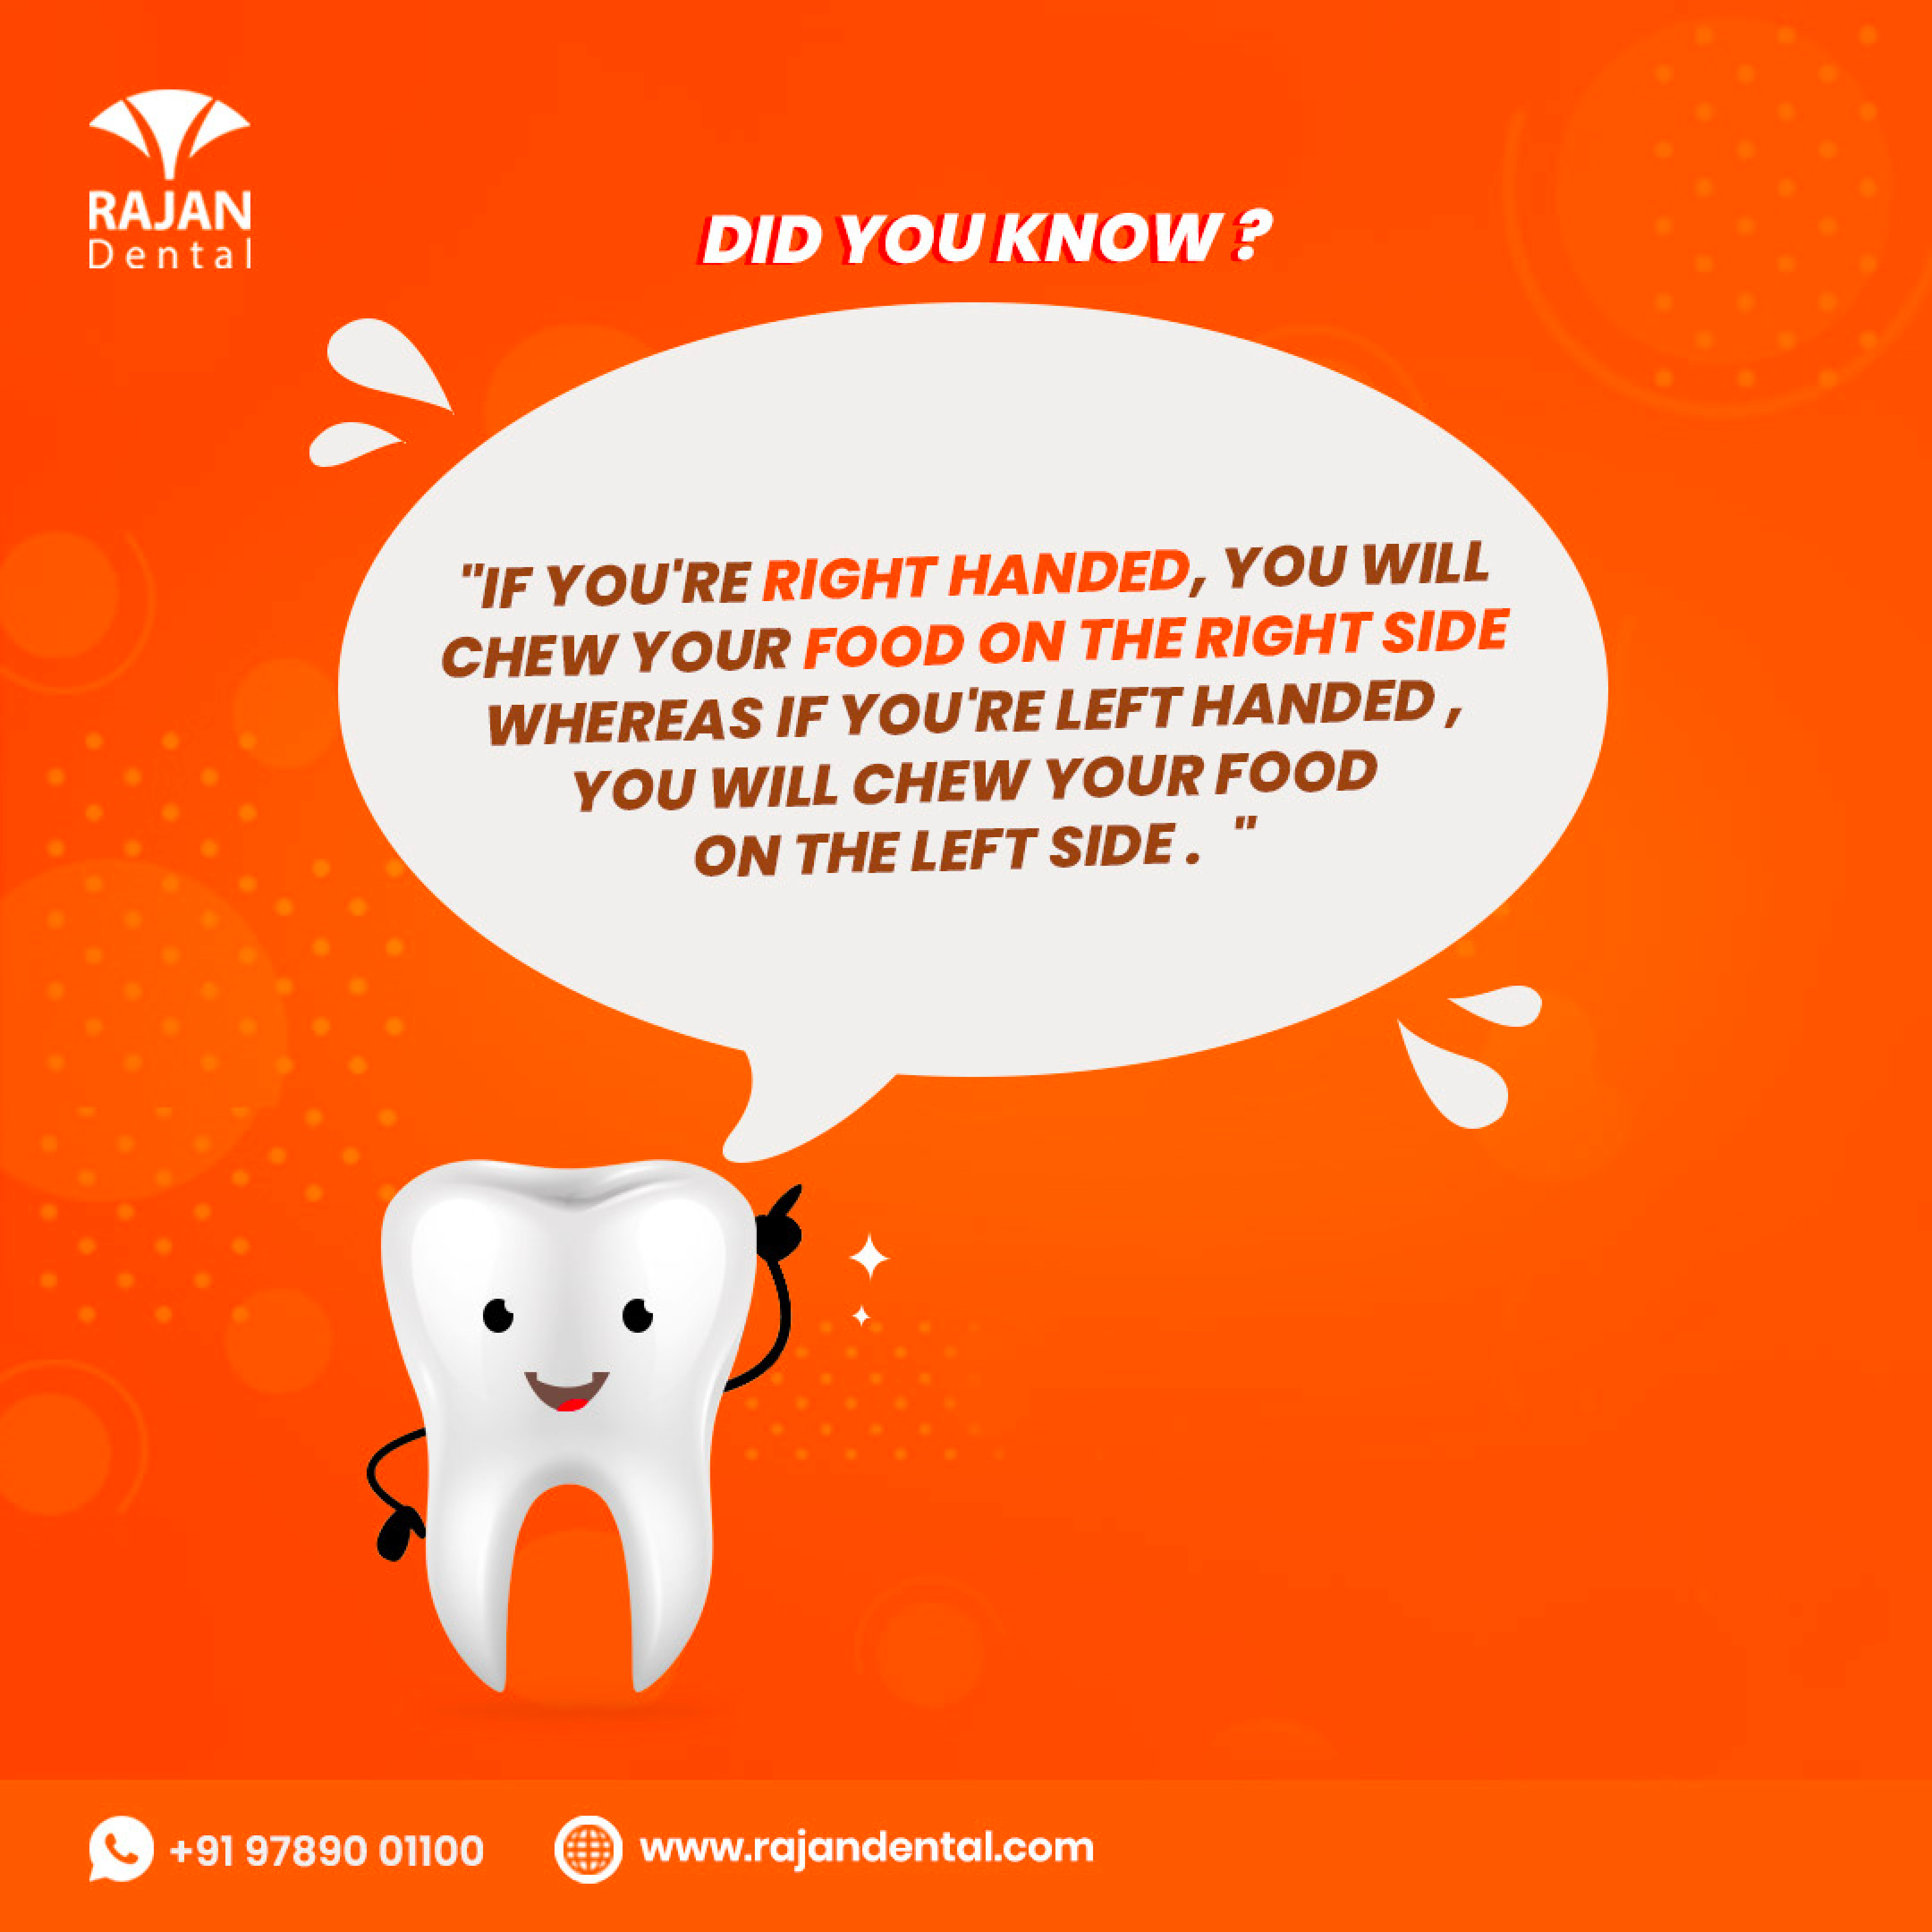 RAJAN
Dental
DID YOU KNOW ?
"IF YOU'RE RIGHT HANDED, YOU WILL
CHEW YOUR FOOD ON THE RIGHT SIDE
WHEREAS IF YOU'RE LEFT HANDED ,
YOU WILL CHEW YOUR FOOD
ON THE LEFT SIDE . "
+91 97890 01100
www.rajandental.com